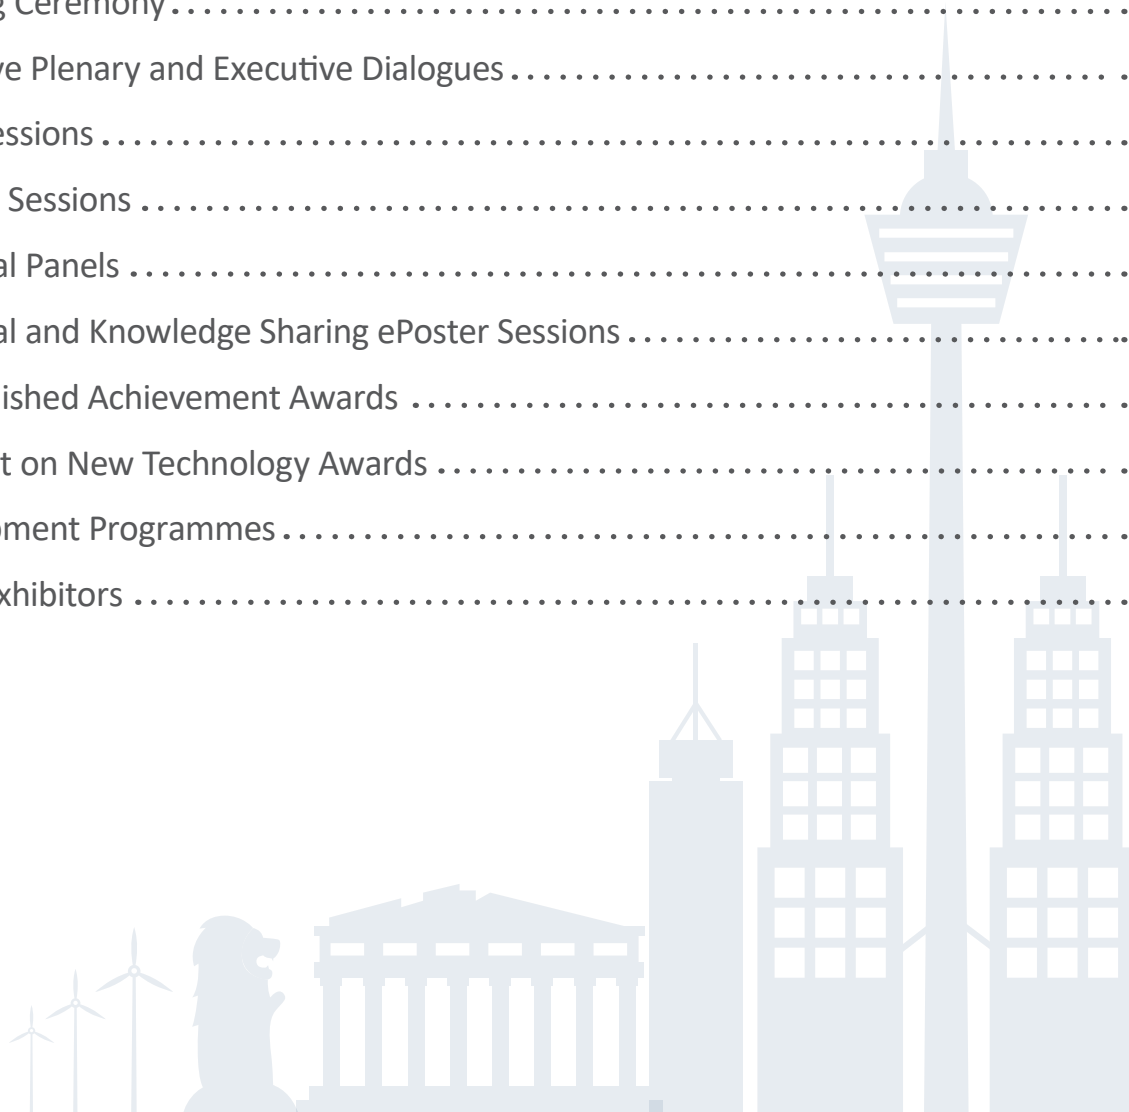 g Ceremony
ve Plenary and Executive Dialogues
essions
Sessions
al Panels
al and Knowledge Sharing ePoster Sessions
ished Achievement Awards
t on New Technology Awards
pment Programmes
xhibitors